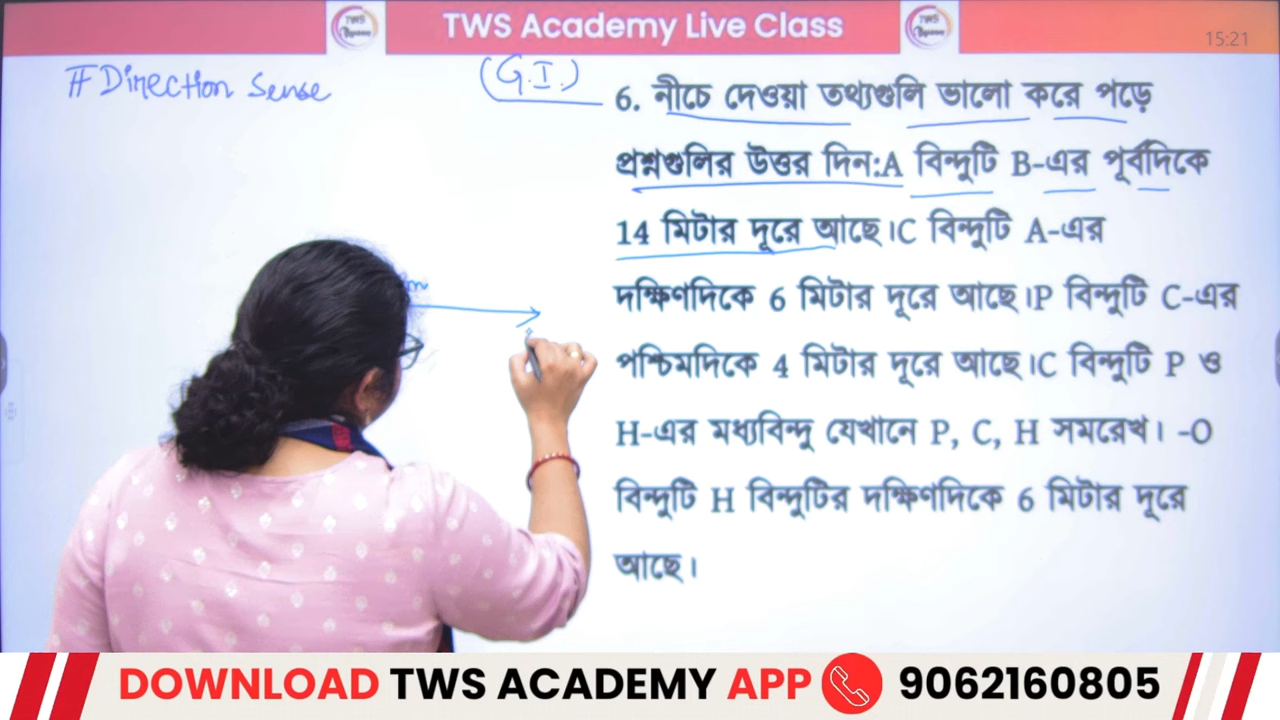 TWS Academy Live Class
TWS
TWS
15:21
# Direction Sense
(G.I.)
6. নীচে দেওয়া তথ্যগুলি ভালো করে পড়ে
প্রশ্নগুলির উত্তর দিন:A বিন্দুটি B-এর পূর্বদিকে
14 মিটার দূরে আছে।C বিন্দুটি A-এর
দক্ষিণদিকে 6 মিটার দূরে আছে।P বিন্দুটি C-এর
পশ্চিমদিকে 4 মিটার দূরে আছে।C বিন্দুটি P ও
H-এর মধ্যবিন্দু যেখানে P, C, H সমরেখ। -O
বিন্দুটি H বিন্দুটির দক্ষিণদিকে 6 মিটার দূরে
আছে।
DOWNLOAD TWS ACADEMY APP 9062160805